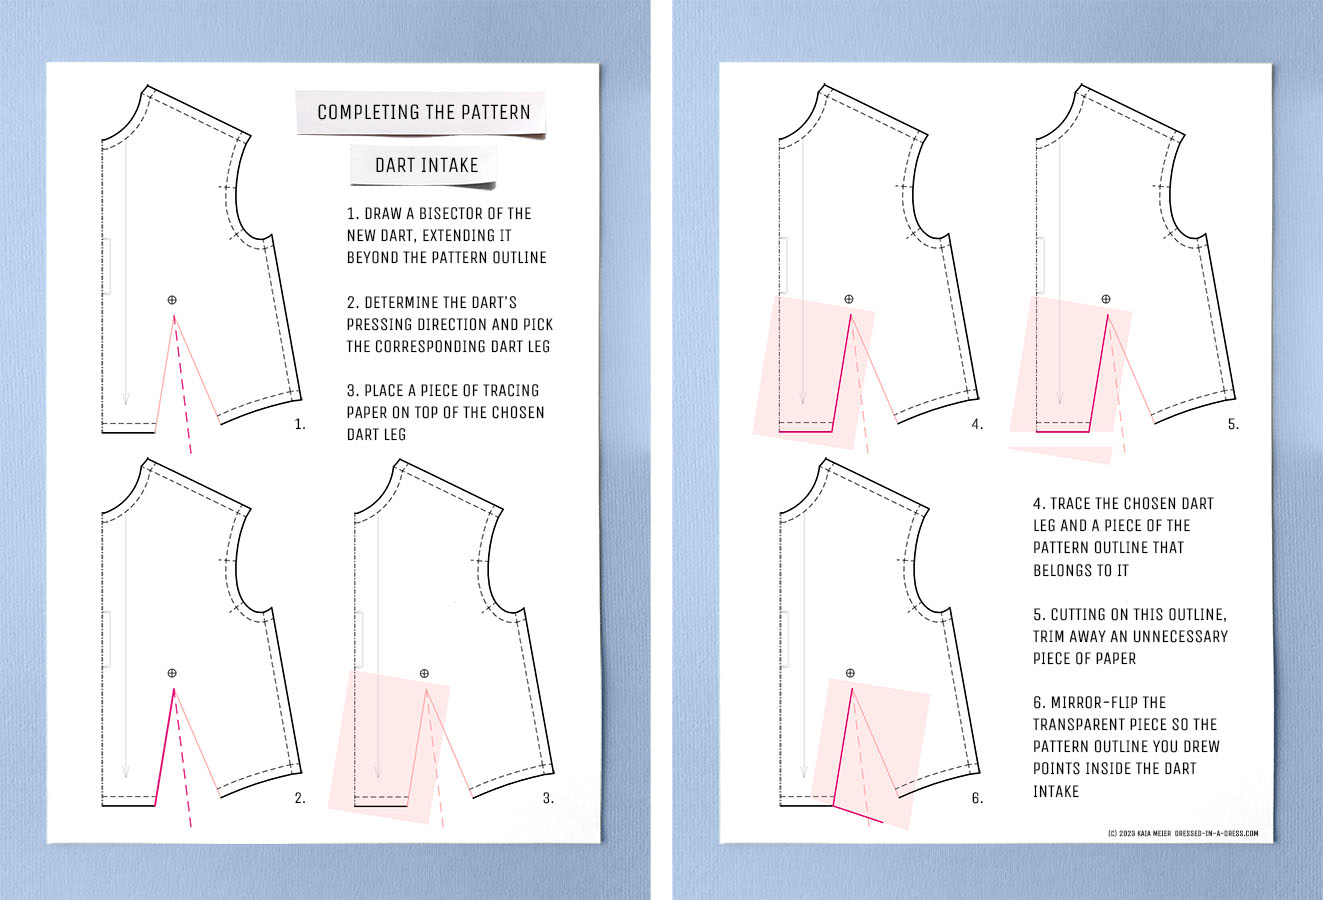 COMPLETING THE PATTERN
DART INTAKE
1. DRAW A BISECTOR OF THE
NEW DART, EXTENDING IT
BEYOND THE PATTERN OUTLINE
2. DETERMINE THE DART'S
PRESSING DIRECTION AND PICK
THE CORRESPONDING DART LEG
3. PLACE A PIECE OF TRACING
PAPER ON TOP OF THE CHOSEN
DART LEG
1.
2.
3.
4.
5.
4. TRACE THE CHOSEN DART
LEG AND A PIECE OF THE
PATTERN OUTLINE THAT
BELONGS TO IT
5. CUTTING ON THIS OUTLINE,
TRIM AWAY AN UNNECESSARY
PIECE OF PAPER
6. MIRROR-FLIP THE
TRANSPARENT PIECE SO THE
PATTERN OUTLINE YOU DREW
POINTS INSIDE THE DART
INTAKE
6.
(C) 2023 KAIA MEIER DRESSED-IN-A-DRESS.COM